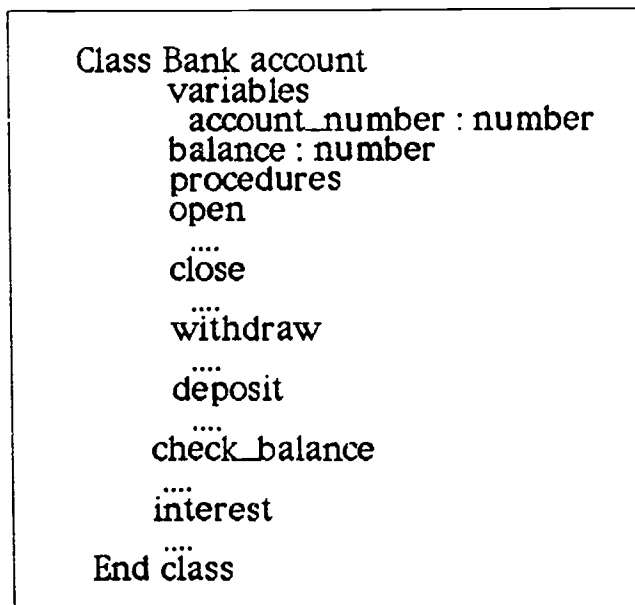 Class Bank account
variables
account_number : number
balance : number
procedures
open
....
close
....
withdraw
....
deposit
....
check_balance
....
interest
....
End class